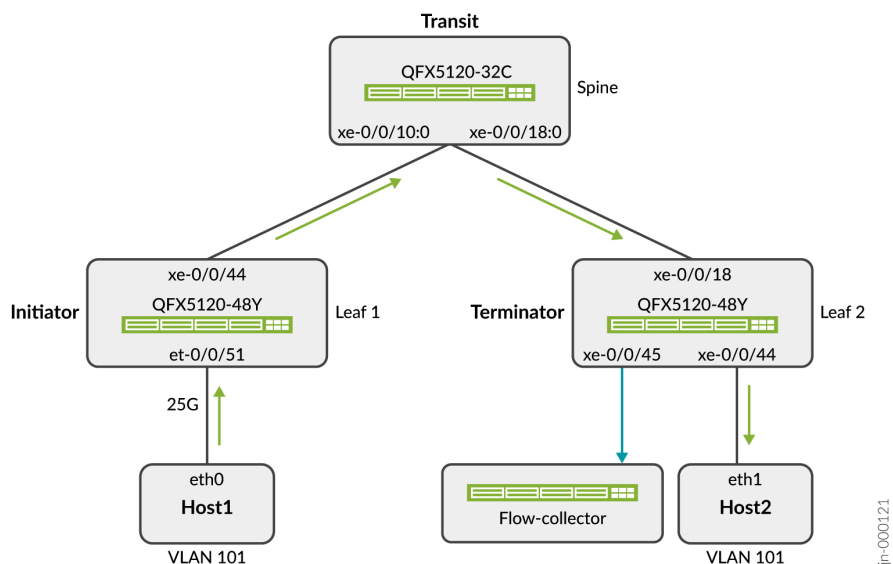 Transit
QFX5120-32C
Spine
xe-0/0/10:0 xe-0/0/18:0
xe-0/0/44
Initiator
QFX5120-48Y
Leaf 1
et-0/0/51
xe-0/0/18
Terminator
QFX5120-48Y
Leaf 2
xe-0/0/45 xe-0/0/44
25G
eth0
Host1
VLAN 101
Flow-collector
eth1
Host2
VLAN 101
jn-000121